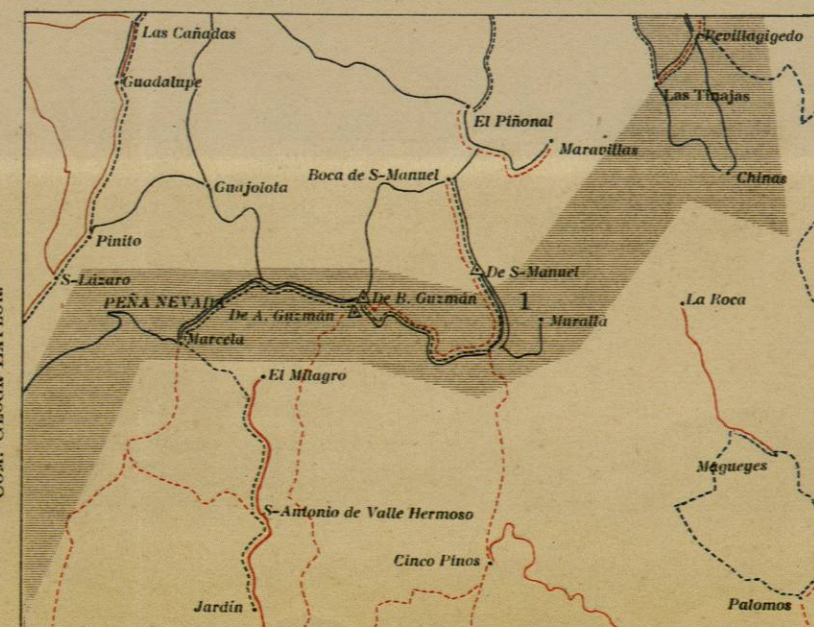 Las Cañadas
Revillagigedo
Guadalupe
Las Tinajas
El Piñonal
Maravillas
Boca de S-Manuel
Chinas
Guajolota
Pinito
S-Lázaro
De S-Manuel
PEÑA NEVADA
De B. Guzmán
1
La Roca
De A. Guzmán
Muralla
Marcela
El Milagro
Magueyes
S-Antonio de Valle Hermoso
Cinco Pinos
Jardín
Palomos